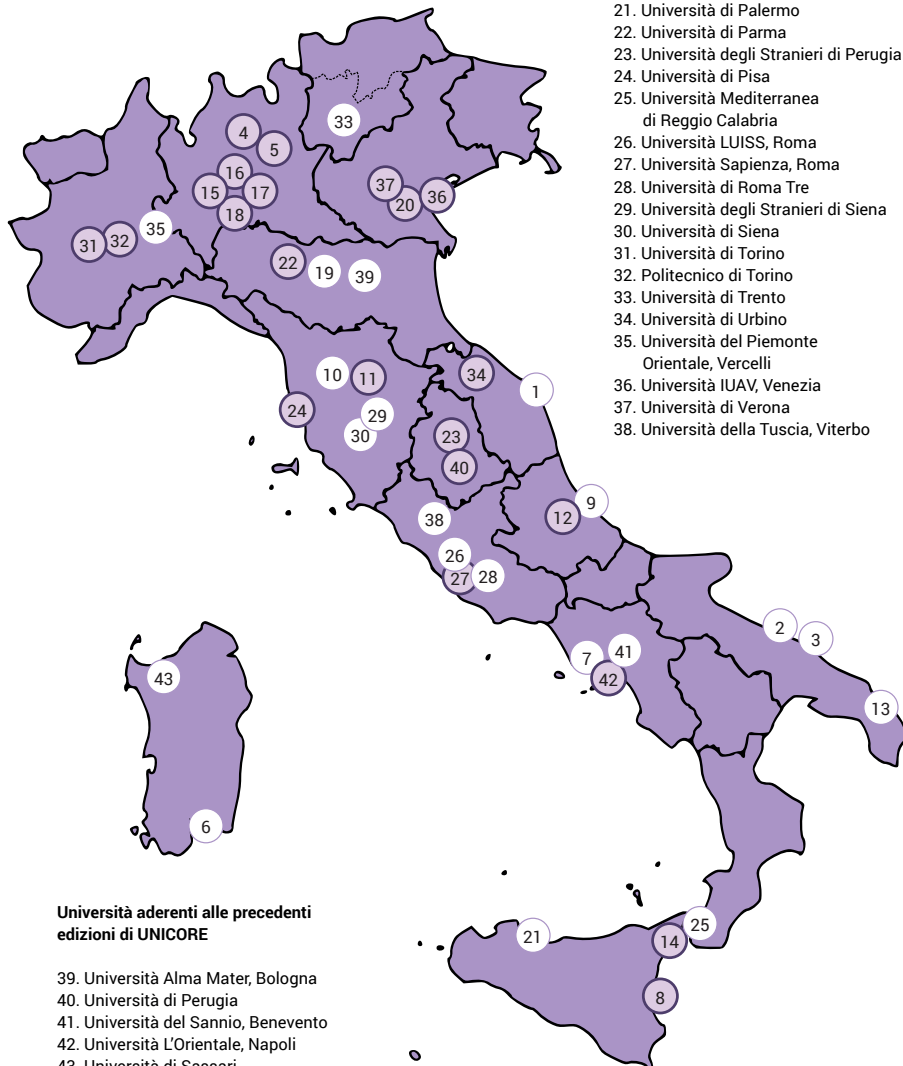 21. Università di Palermo
22. Università di Parma
23. Università degli Stranieri di Perugia
24. Università di Pisa
25. Università Mediterranea
di Reggio Calabria
26. Università LUISS, Roma
27. Università Sapienza, Roma
28. Università di Roma Tre
29. Università degli Stranieri di Siena
30. Università di Siena
31. Università di Torino
32. Politecnico di Torino
33. Università di Trento
34. Università di Urbino
35. Università del Piemonte
Orientale, Vercelli
36. Università IUAV, Venezia
37. Università di Verona
38. Università della Tuscia, Viterbo
33
4
5
16
37
15
17
36
20
18
35
31
32
22
19
39
10
11
34
1
24
29
30
23
40
9
38
12
26
27
28
2
3
7
41
42
43
13
6
25
21
14
8
Università aderenti alle precedenti
edizioni di UNICORE
39. Università Alma Mater, Bologna
40. Università di Perugia
41. Università del Sannio, Benevento
42. Università L'Orientale, Napoli
43. Università di Sassari